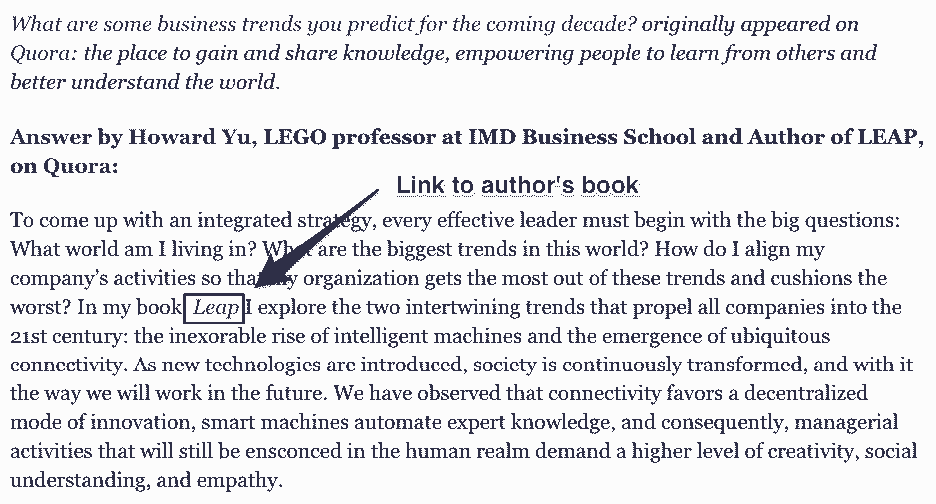 What are some business trends you predict for the coming decade? originally appeared on
Quora: the place to gain and share knowledge, empowering people to learn from others and
better understand the world.
Answer by Howard Yu, LEGO professor at IMD Business School and Author of LEAP,
on Quora:
Link to author's book
To come up with an integrated strategy, every effective leader must begin with the big questions:
What world am I living in? What are the biggest trends in this world? How do I align my
company's activities so that my organization gets the most out of these trends and cushions the
worst? In my book Leap I explore the two intertwining trends that propel all companies into the
21st century: the inexorable rise of intelligent machines and the emergence of ubiquitous
connectivity. As new technologies are introduced, society is continuously transformed, and with it
the way we will work in the future. We have observed that connectivity favors a decentralized
mode of innovation, smart machines automate expert knowledge, and consequently, managerial
activities that will still be ensconced in the human realm demand a higher level of creativity, social
understanding, and empathy.